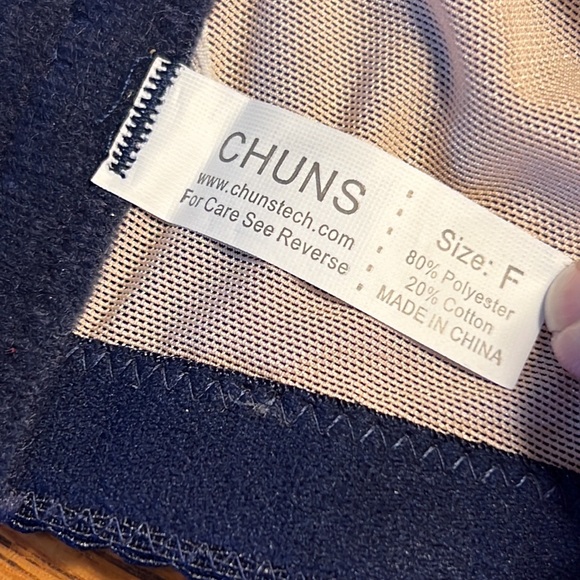 CHUNS
www.chunstech.com
For Care See Reverse
Size: F
80% Polyester
20% Cotton
MADE IN CHINA